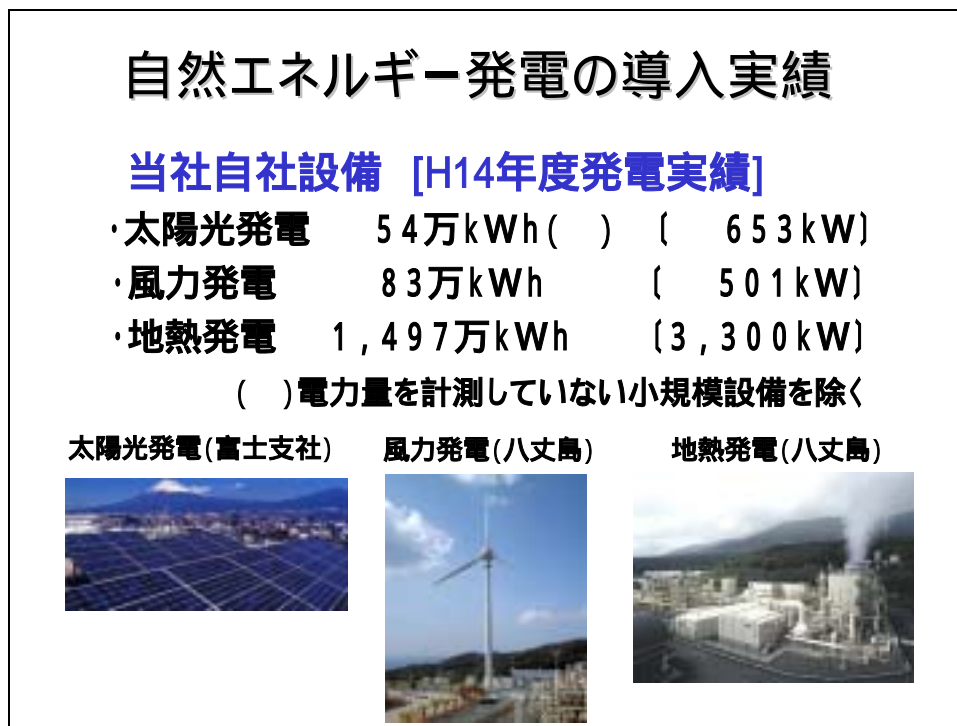 自然エネルギー発電の導入実績
当社自社設備 [H14年度発電実績]
・太陽光発電 54万kWh( ) 〔 653kW〕
・風力発電 83万kWh 〔 501kW〕
・地熱発電 1,497万kWh 〔3,300kW〕
( )電力量を計測していない小規模設備を除く
太陽光発電(富士支社) 風力発電(八丈島) 地熱発電(八丈島)